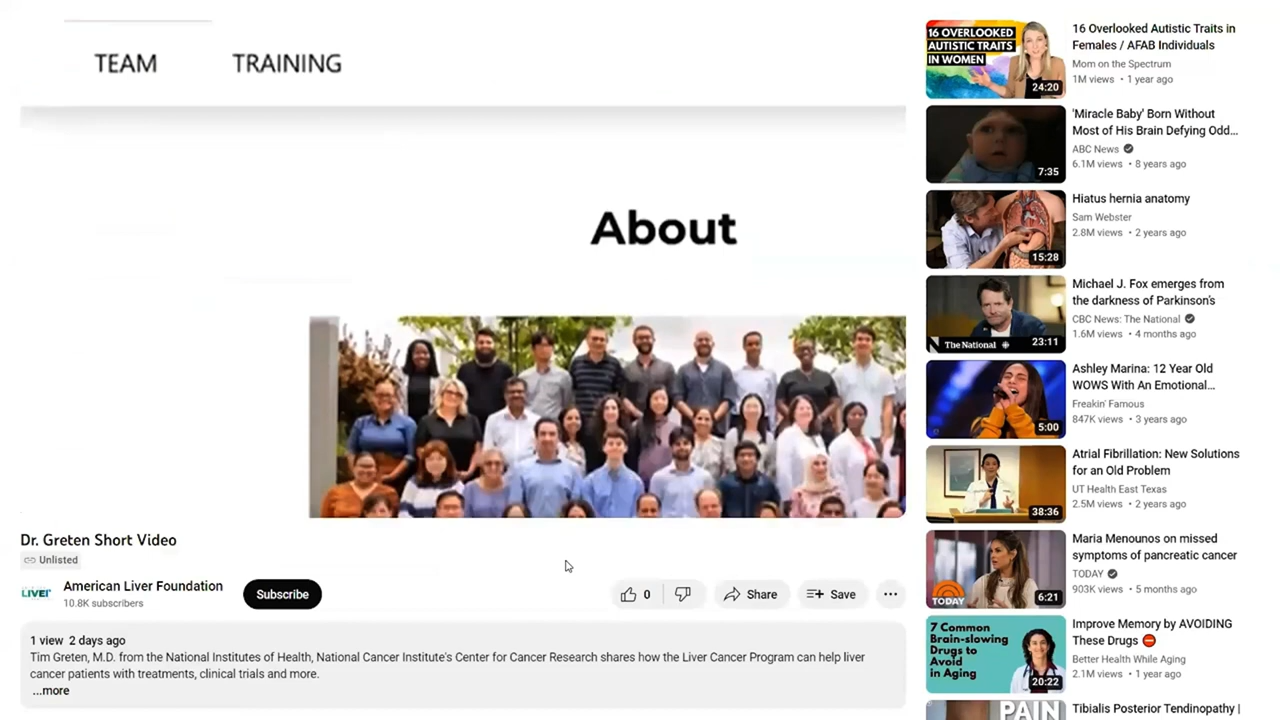 TEAM
TRAINING
About
Dr. Greten Short Video
Unlisted
LIVER
American Liver Foundation
10.8K subscribers
Subscribe
0
Share
Save
1 view 2 days ago
Tim Greten, M.D. from the National Institutes of Health, National Cancer Institute's Center for Cancer Research shares how the Liver Cancer Program can help liver
cancer patients with treatments, clinical trials and more.
...more
16 OVERLOOKED
AUTISTIC TRAITS
IN WOMEN
24:20
16 Overlooked Autistic Traits in
Females / AFAB Individuals
Mom on the Spectrum
1M views • 1 year ago
7:35
'Miracle Baby' Born Without
Most of His Brain Defying Odd...
ABC News
6.1M views • 8 years ago
15:28
Hiatus hernia anatomy
Sam Webster
2.8M views • 2 years ago
The National
23:11
Michael J. Fox emerges from
the darkness of Parkinson's
CBC News: The National
1.6M views • 4 months ago
5:00
Ashley Marina: 12 Year Old
WOWS With An Emotional...
Freakin' Famous
847K views • 3 years ago
38:36
Atrial Fibrillation: New Solutions
for an Old Problem
UT Health East Texas
2.5M views • 2 years ago
TODAY
6:21
Maria Menounos on missed
symptoms of pancreatic cancer
TODAY
903K views • 5 months ago
7 Common
Brain-slowing
Drugs to
Avoid
in Aging
20:22
Improve Memory by AVOIDING
These Drugs
Better Health While Aging
2.1M views • 1 year ago
PAIN
Tibialis Posterior Tendinopathy |